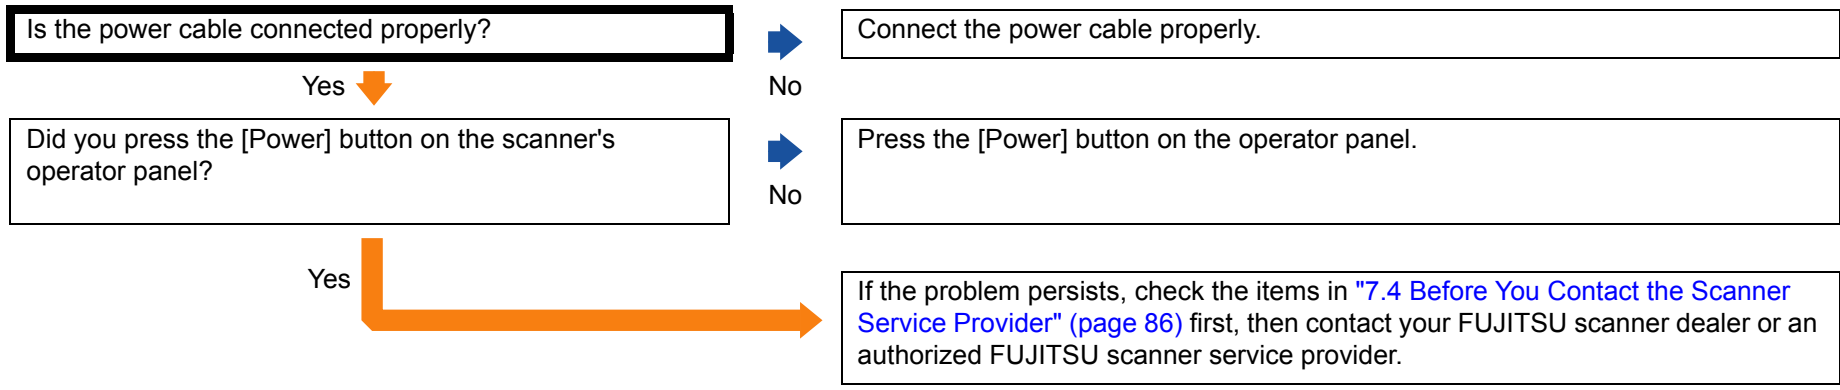 Is the power cable connected properly?
Connect the power cable properly.
Yes
No
Did you press the [Power] button on the scanner's
operator panel?
Press the [Power] button on the operator panel.
No
Yes
If the problem persists, check the items in "7.4 Before You Contact the Scanner
Service Provider" (page 86) first, then contact your FUJITSU scanner dealer or an
authorized FUJITSU scanner service provider.